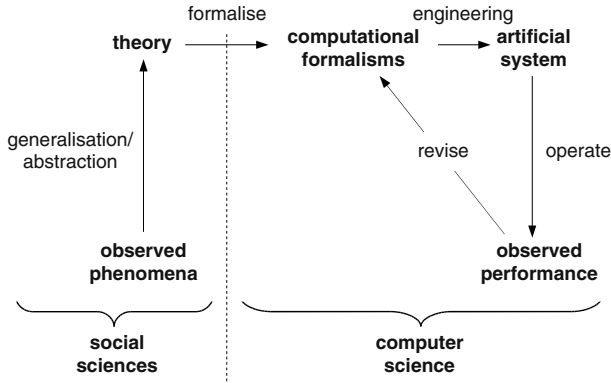 formalise
engineering
theory
computational
formalisms
artificial
system
generalisation/
abstraction
revise
operate
observed
phenomena
observed
performance
social
sciences
computer
science